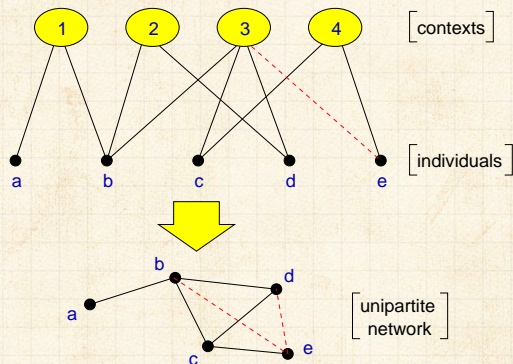 1 2 3 4 [contexts]
a b c d e [individuals]
b
d
a
c
e
[unipartite
network]